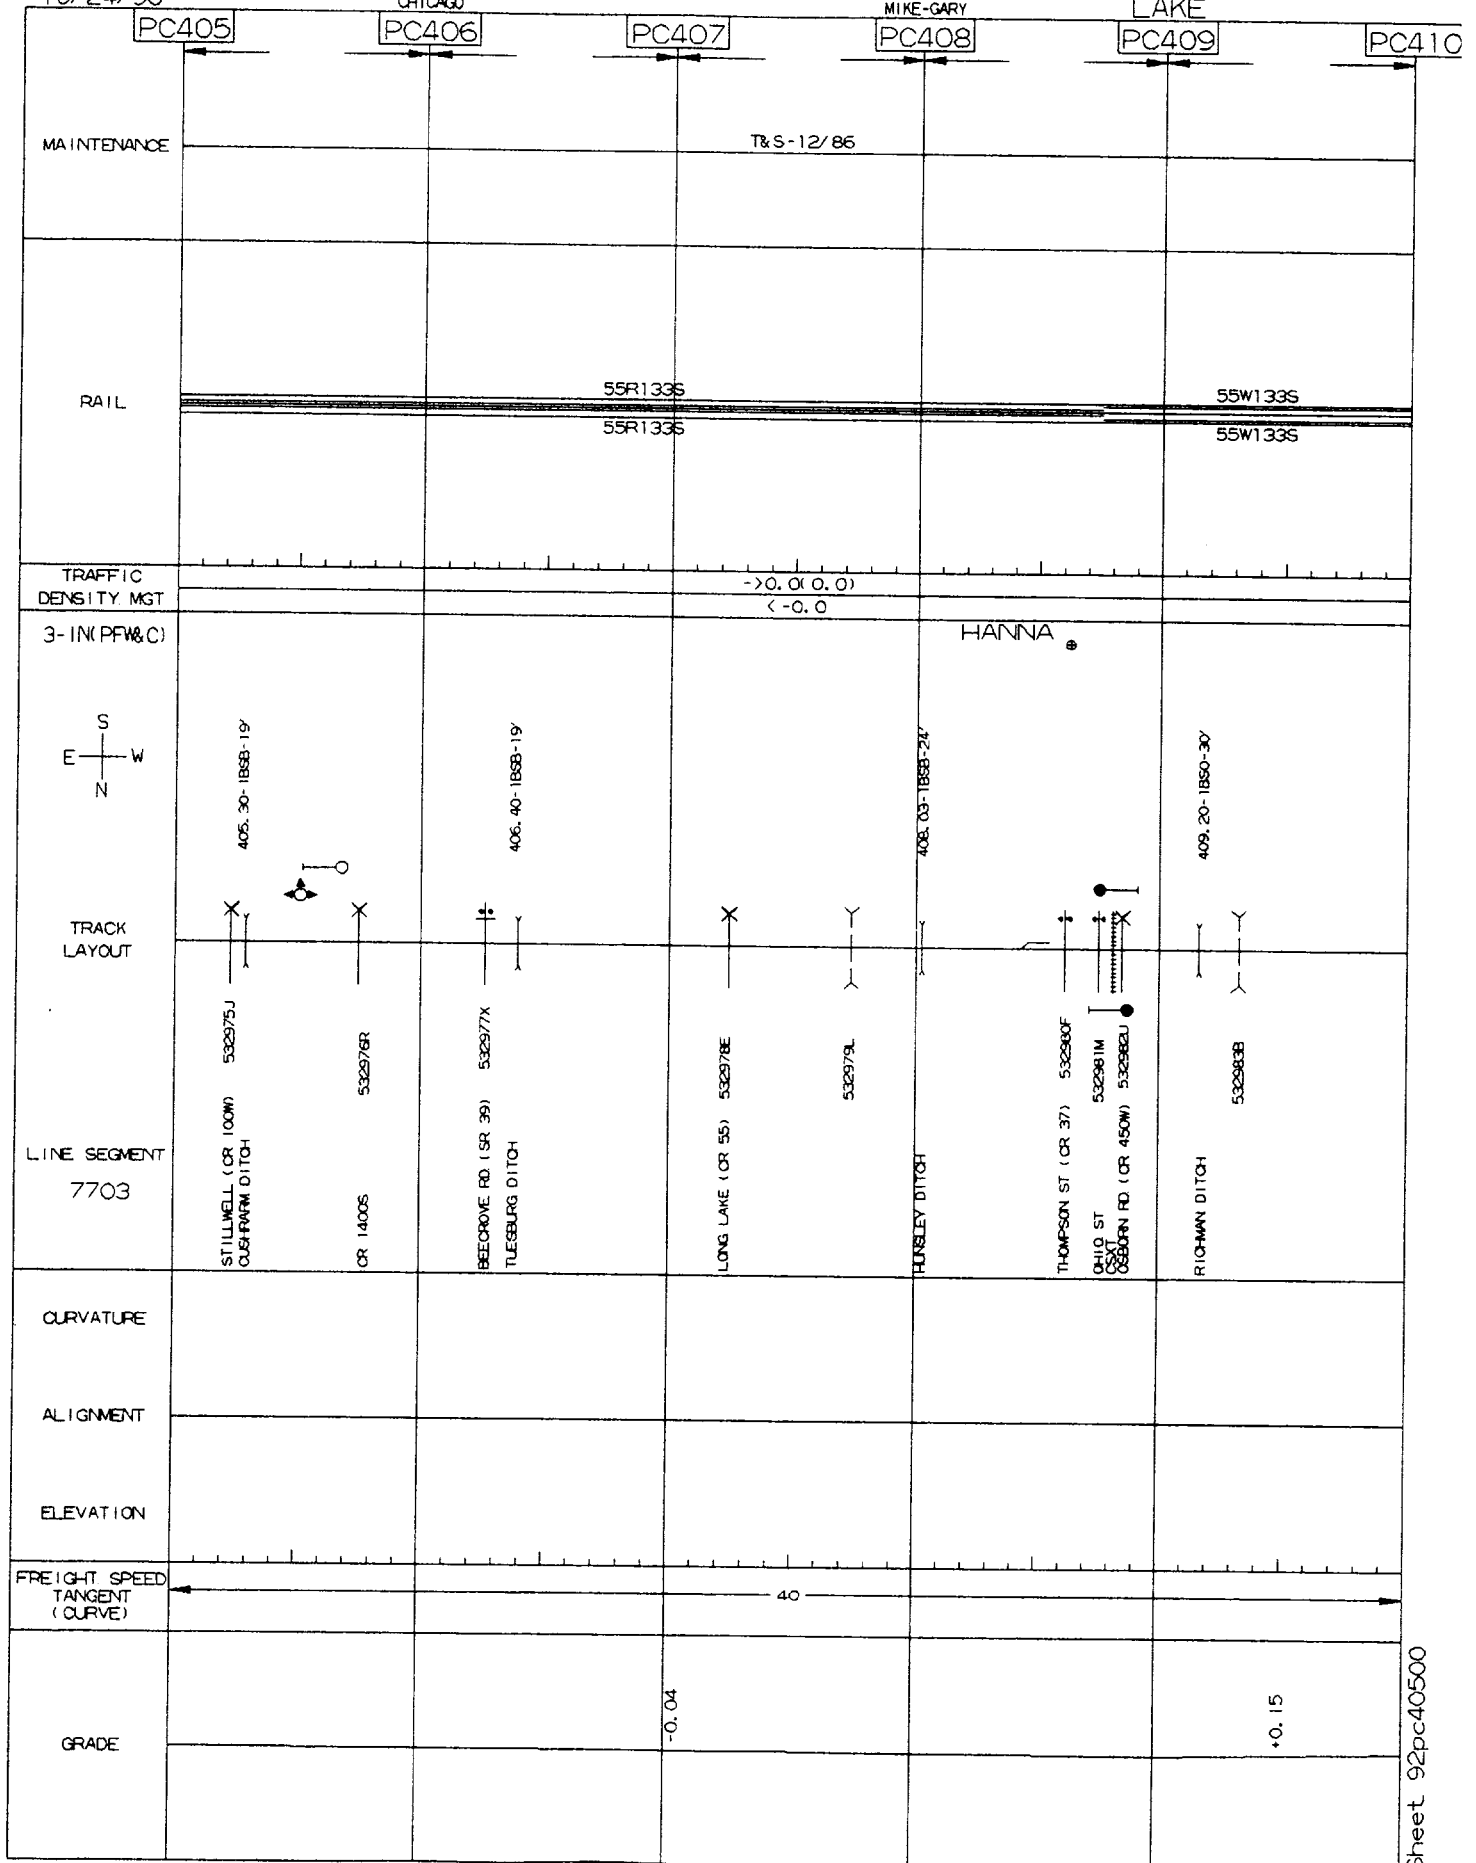 CHICAGO
MIKE-GARY
LAKE
PC405
PC406
PC407
PC408
PC409
PC410
MAINTENANCE
T&S-12/86
RAIL
55R133S
55W133S
55R133S
55W133S
TRAFFIC
DENSITY MGT
->0.0(0.0)
<-0.0
3-IN(PFW&C)
HANNA
S
E
W
N
405.30-1BSB-19'
406.40-1BSB-19'
408.03-1BSB-24'
409.20-1BSO-30'
TRACK
LAYOUT
LINE SEGMENT
7703
STILLWELL (CR 100W) 532975J
CUSHRARM DITCH
CR 1400S 532976R
BEECROVE RD. (SR 39) 532977X
TUESBURG DITCH
LONG LAKE (CR 55) 532978E
532979L
HUNSLEY DITCH
THOMPSON ST (CR 37) 532980F
OHIO ST 532981M
CSXT
OSBORN RD. (CR 450W) 532982U
RICHMAN DITCH
532983B
CURVATURE
ALIGNMENT
ELEVATION
FREIGHT SPEED
TANGENT
(CURVE)
40
GRADE
-0.04
+0.15
Sheet 92pc40500